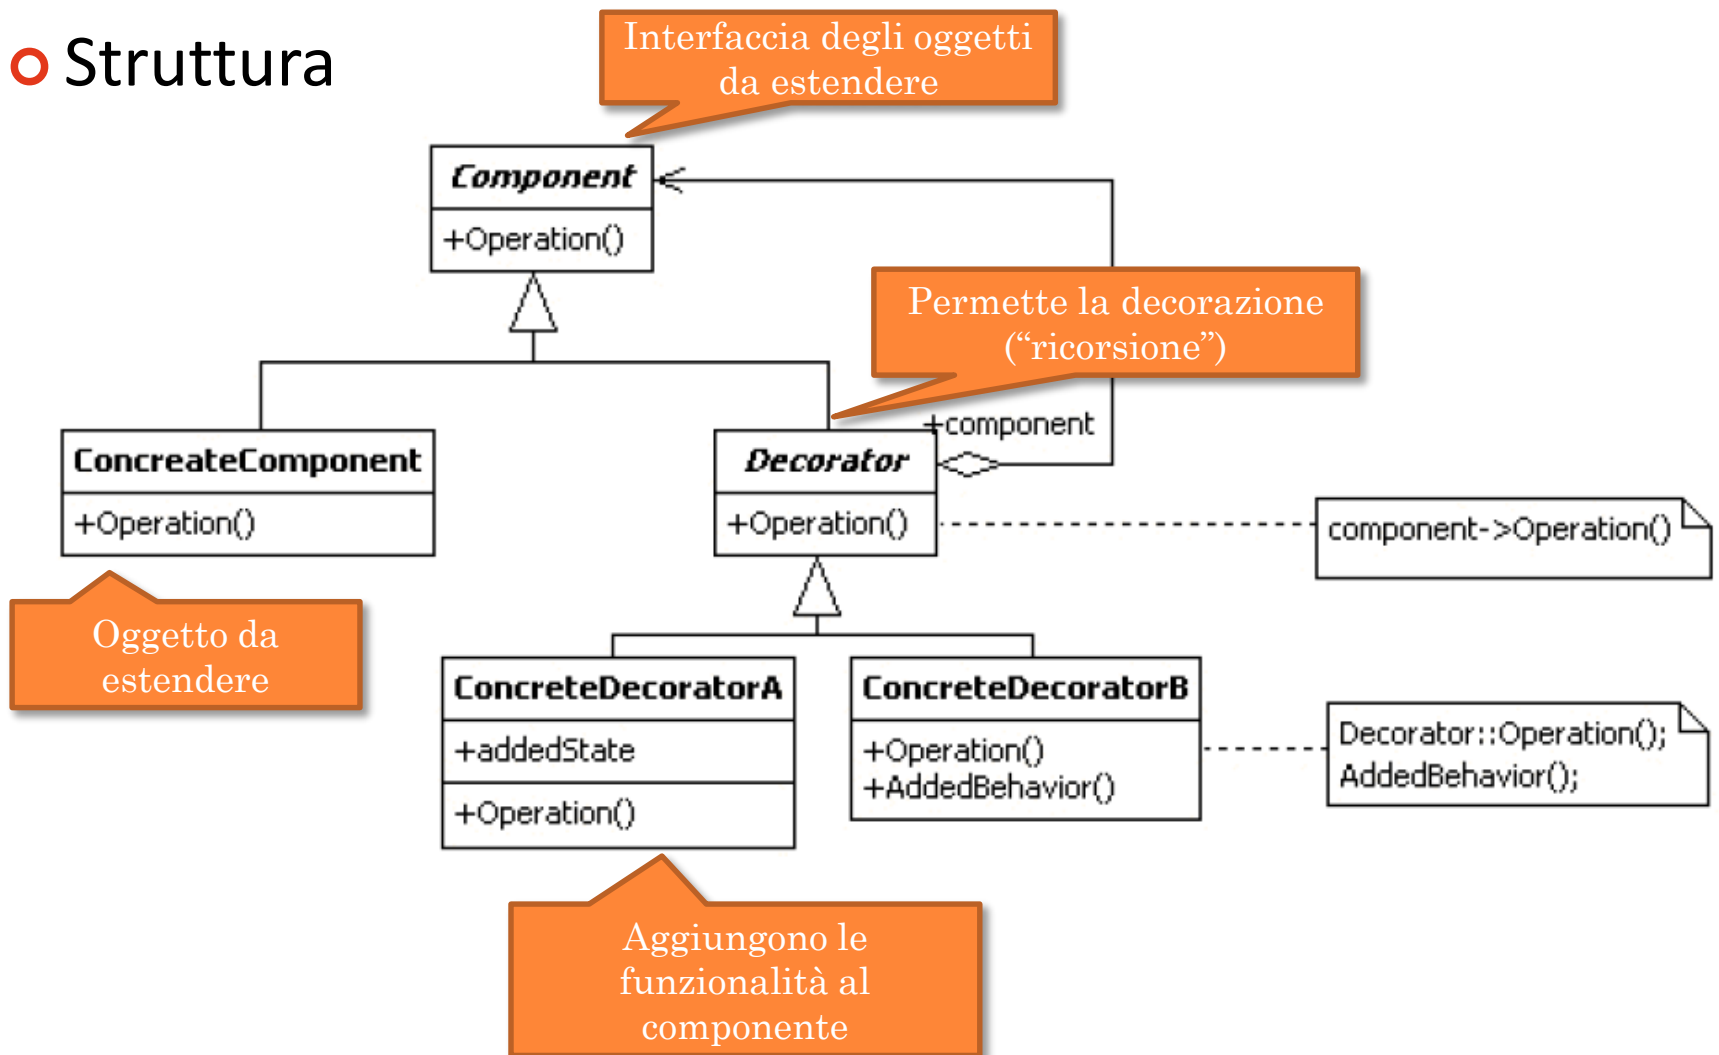 Struttura
Interfaccia degli oggetti
da estendere
Component
+Operation()
Permette la decorazione
(“ricorsione”)
+component
ConcreateComponent
+Operation()
Decorator
+Operation()
component->Operation()
Oggetto da
estendere
ConcreteDecoratorA
+addedState
+Operation()
ConcreteDecoratorB
+Operation()
+AddedBehavior()
Decorator::Operation();
AddedBehavior();
Aggiungono le
funzionalità al
componente